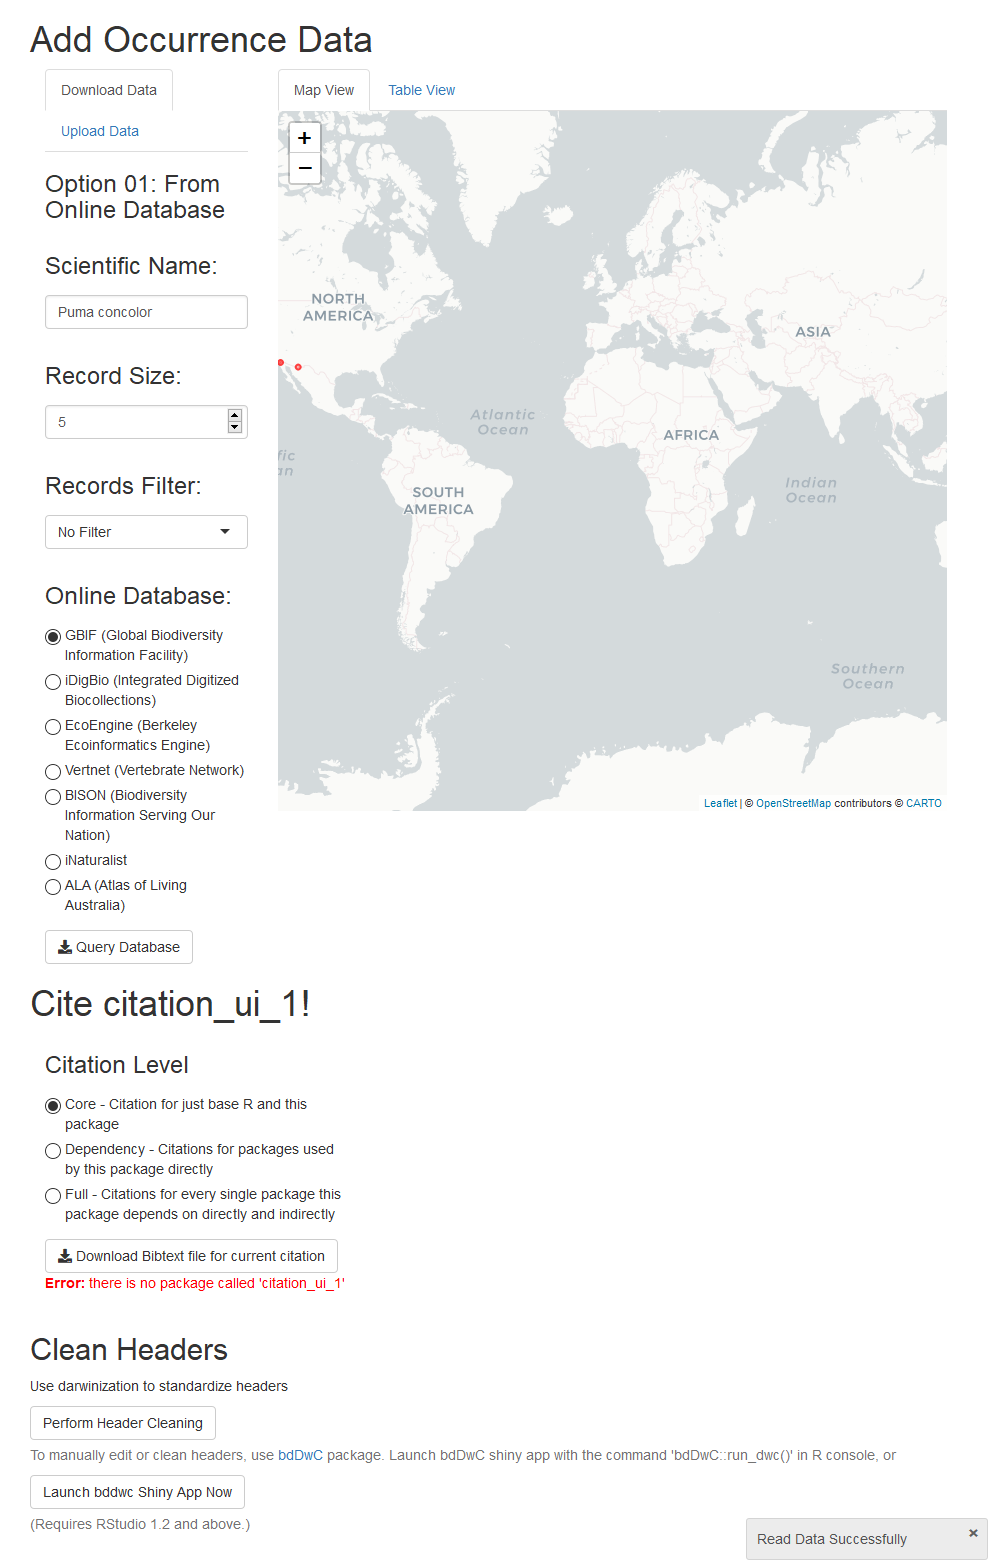 Add Occurrence Data
Download Data
Upload Data
Option 01: From
Online Database
Scientific Name:
Puma concolor
Record Size:
5
Records Filter:
No Filter
Online Database:
GBIF (Global Biodiversity
Information Facility)
iDigBio (Integrated Digitized
Biocollections)
EcoEngine (Berkeley
Ecoinformatics Engine)
Vertnet (Vertebrate Network)
BISON (Biodiversity
Information Serving Our
Nation)
iNaturalist
ALA (Atlas of Living
Australia)
Query Database
Map View
Table View
+
−
NORTH
AMERICA
ASIA
Atlantic
Ocean
AFRICA
fic
an
SOUTH
AMERICA
Indian
Ocean
Southern
Ocean
Leaflet | © OpenStreetMap contributors © CARTO
Cite citation_ui_1!
Citation Level
Core - Citation for just base R and this
package
Dependency - Citations for packages used
by this package directly
Full - Citations for every single package this
package depends on directly and indirectly
Download Bibtext file for current citation
Error: there is no package called 'citation_ui_1'
Clean Headers
Use darwinization to standardize headers
Perform Header Cleaning
To manually edit or clean headers, use bdDwC package. Launch bdDwC shiny app with the command 'bdDwC::run_dwc()' in R console, or
Launch bddwc Shiny App Now
(Requires RStudio 1.2 and above.)
Read Data Successfully
×